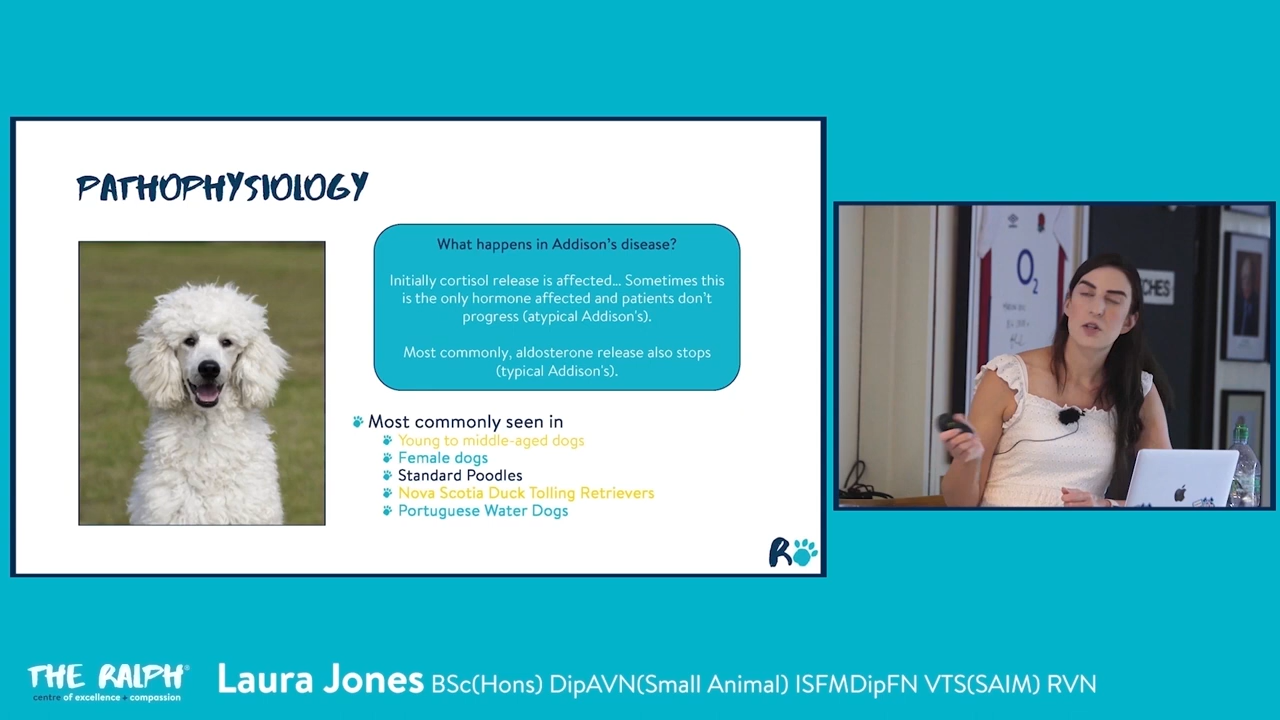 PATHOPHYSIOLOGY
What happens in Addison's disease?
Initially cortisol release is affected... Sometimes this
is the only hormone affected and patients don't
progress (atypical Addison's).
Most commonly, aldosterone release also stops
(typical Addison's).
Most commonly seen in
Young to middle-aged dogs
Female dogs
Standard Poodles
Nova Scotia Duck Tolling Retrievers
Portuguese Water Dogs
R
O2
CHES
THE RALPH®
centre of excellence + compassion
Laura Jones BSc(Hons) DipAVN(Small Animal) ISFMDipFN VTS(SAIM) RVN